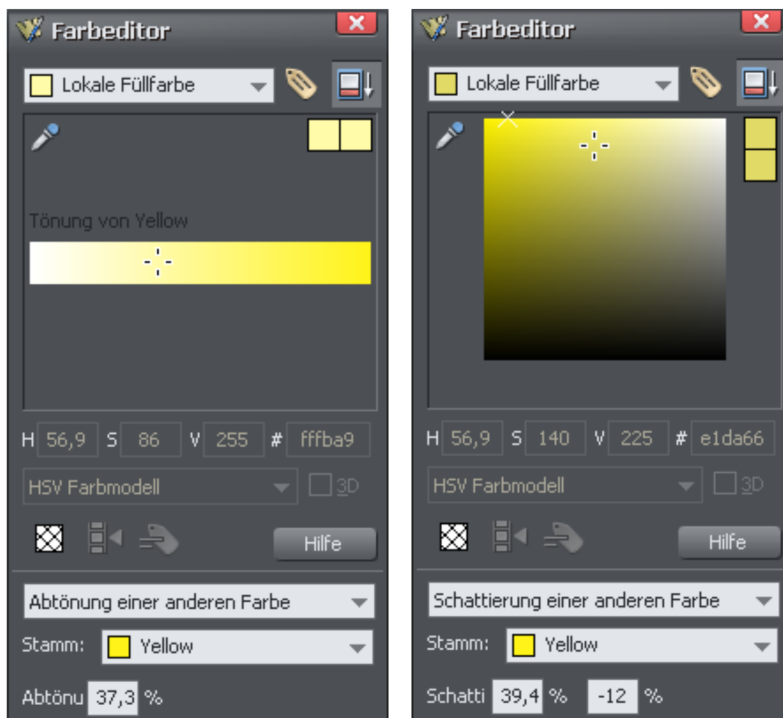 Farbeditor
Lokale Füllfarbe
Tönung von Yellow
H 56,9 S 86 V 255 # fffba9
HSV Farbmodell 3D
Hilfe
Abtönung einer anderen Farbe
Stamm: Yellow
Abtönu 37,3 %
Farbeditor
Lokale Füllfarbe
H 56,9 S 140 V 225 # e1da66
HSV Farbmodell 3D
Hilfe
Schattierung einer anderen Farbe
Stamm: Yellow
Schatti 39,4 % -12 %